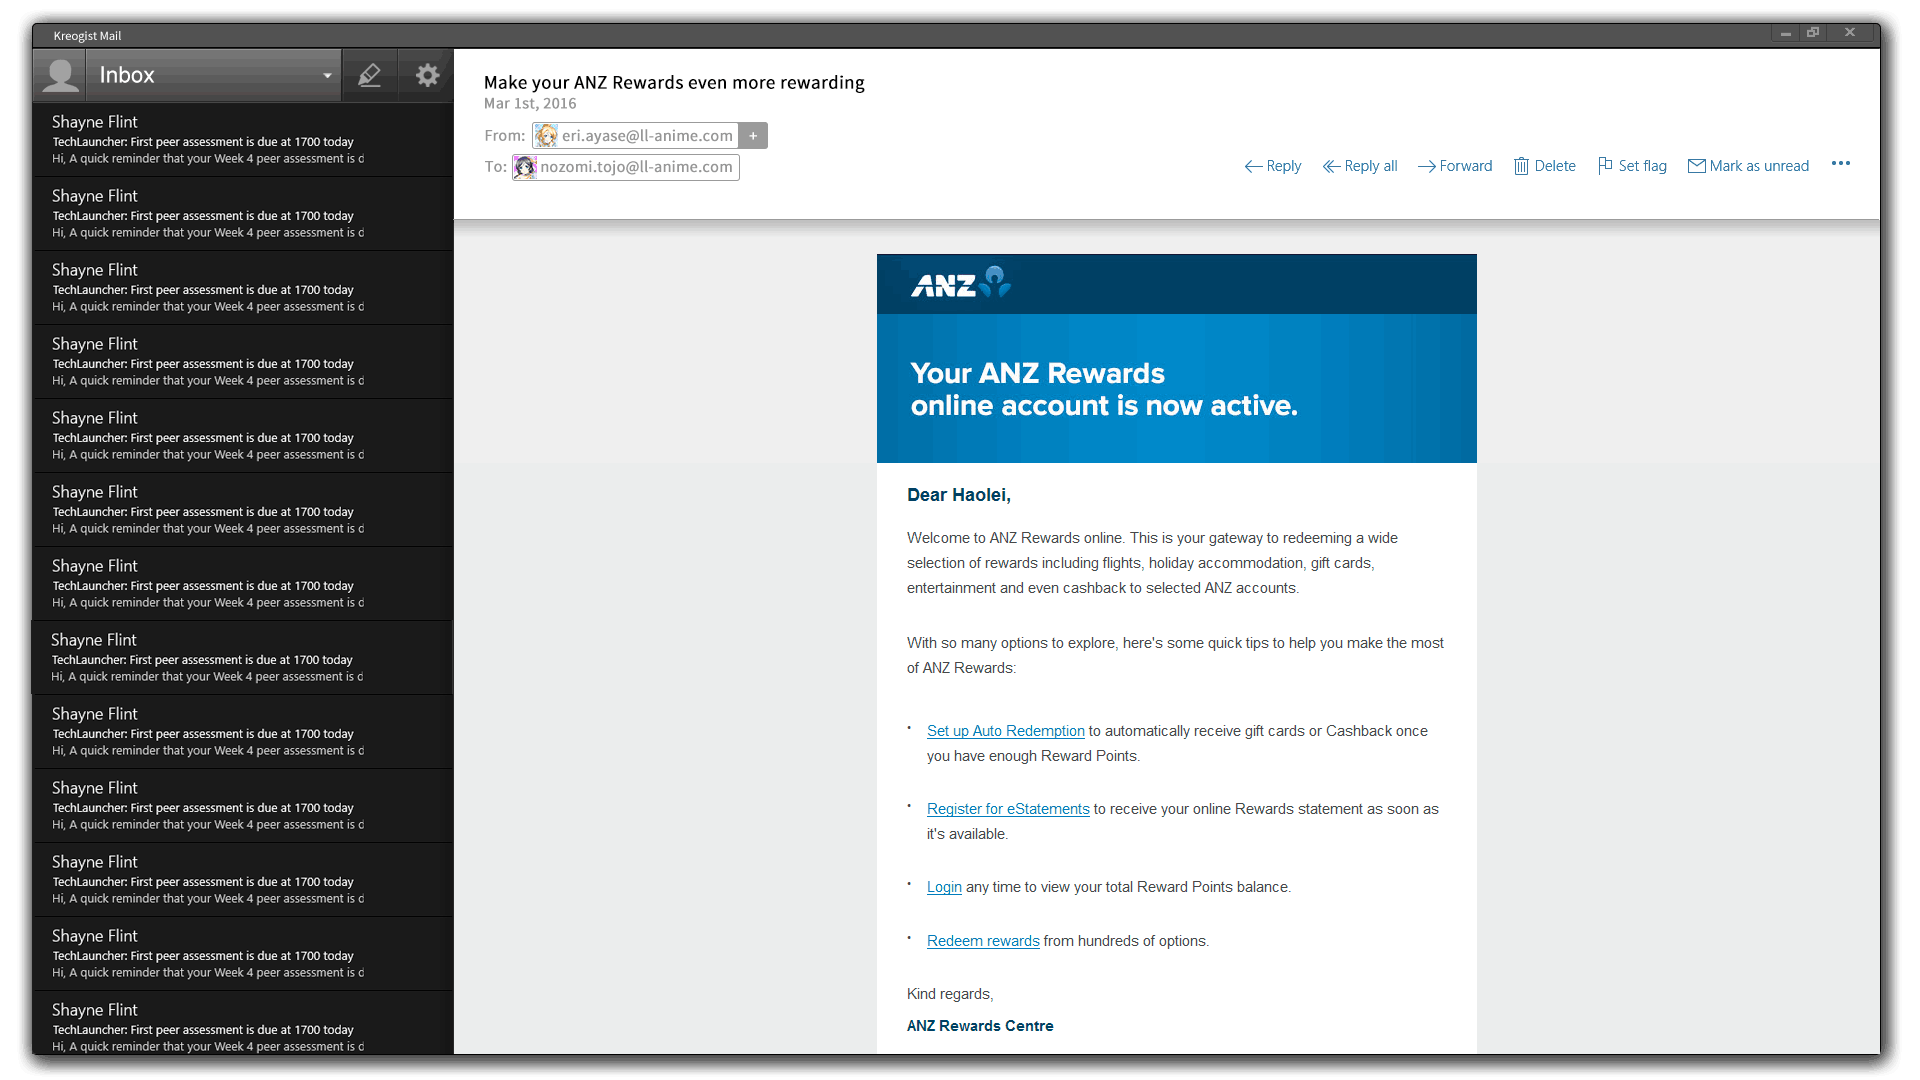 Kreogist Mail
Inbox
Shayne Flint
TechLauncher: First peer assessment is due at 1700 today
Hi, A quick reminder that your Week 4 peer assessment is d
Shayne Flint
TechLauncher: First peer assessment is due at 1700 today
Hi, A quick reminder that your Week 4 peer assessment is d
Shayne Flint
TechLauncher: First peer assessment is due at 1700 today
Hi, A quick reminder that your Week 4 peer assessment is d
Shayne Flint
TechLauncher: First peer assessment is due at 1700 today
Hi, A quick reminder that your Week 4 peer assessment is d
Shayne Flint
TechLauncher: First peer assessment is due at 1700 today
Hi, A quick reminder that your Week 4 peer assessment is d
Shayne Flint
TechLauncher: First peer assessment is due at 1700 today
Hi, A quick reminder that your Week 4 peer assessment is d
Shayne Flint
TechLauncher: First peer assessment is due at 1700 today
Hi, A quick reminder that your Week 4 peer assessment is d
Shayne Flint
TechLauncher: First peer assessment is due at 1700 today
Hi, A quick reminder that your Week 4 peer assessment is d
Shayne Flint
TechLauncher: First peer assessment is due at 1700 today
Hi, A quick reminder that your Week 4 peer assessment is d
Shayne Flint
TechLauncher: First peer assessment is due at 1700 today
Hi, A quick reminder that your Week 4 peer assessment is d
Shayne Flint
TechLauncher: First peer assessment is due at 1700 today
Hi, A quick reminder that your Week 4 peer assessment is d
Shayne Flint
TechLauncher: First peer assessment is due at 1700 today
Hi, A quick reminder that your Week 4 peer assessment is d
Shayne Flint
TechLauncher: First peer assessment is due at 1700 today
Hi, A quick reminder that your Week 4 peer assessment is d
Make your ANZ Rewards even more rewarding
Mar 1st, 2016
From: eri.ayase@ll-anime.com +
To: nozomi.tojo@ll-anime.com
Reply Reply all Forward Delete Set flag Mark as unread •••
ANZ
Your ANZ Rewards
online account is now active.
Dear Haolei,
Welcome to ANZ Rewards online. This is your gateway to redeeming a wide
selection of rewards including flights, holiday accommodation, gift cards,
entertainment and even cashback to selected ANZ accounts.
With so many options to explore, here's some quick tips to help you make the most
of ANZ Rewards:
• Set up Auto Redemption to automatically receive gift cards or Cashback once
you have enough Reward Points.
• Register for eStatements to receive your online Rewards statement as soon as
it's available.
• Login any time to view your total Reward Points balance.
• Redeem rewards from hundreds of options.
Kind regards,
ANZ Rewards Centre